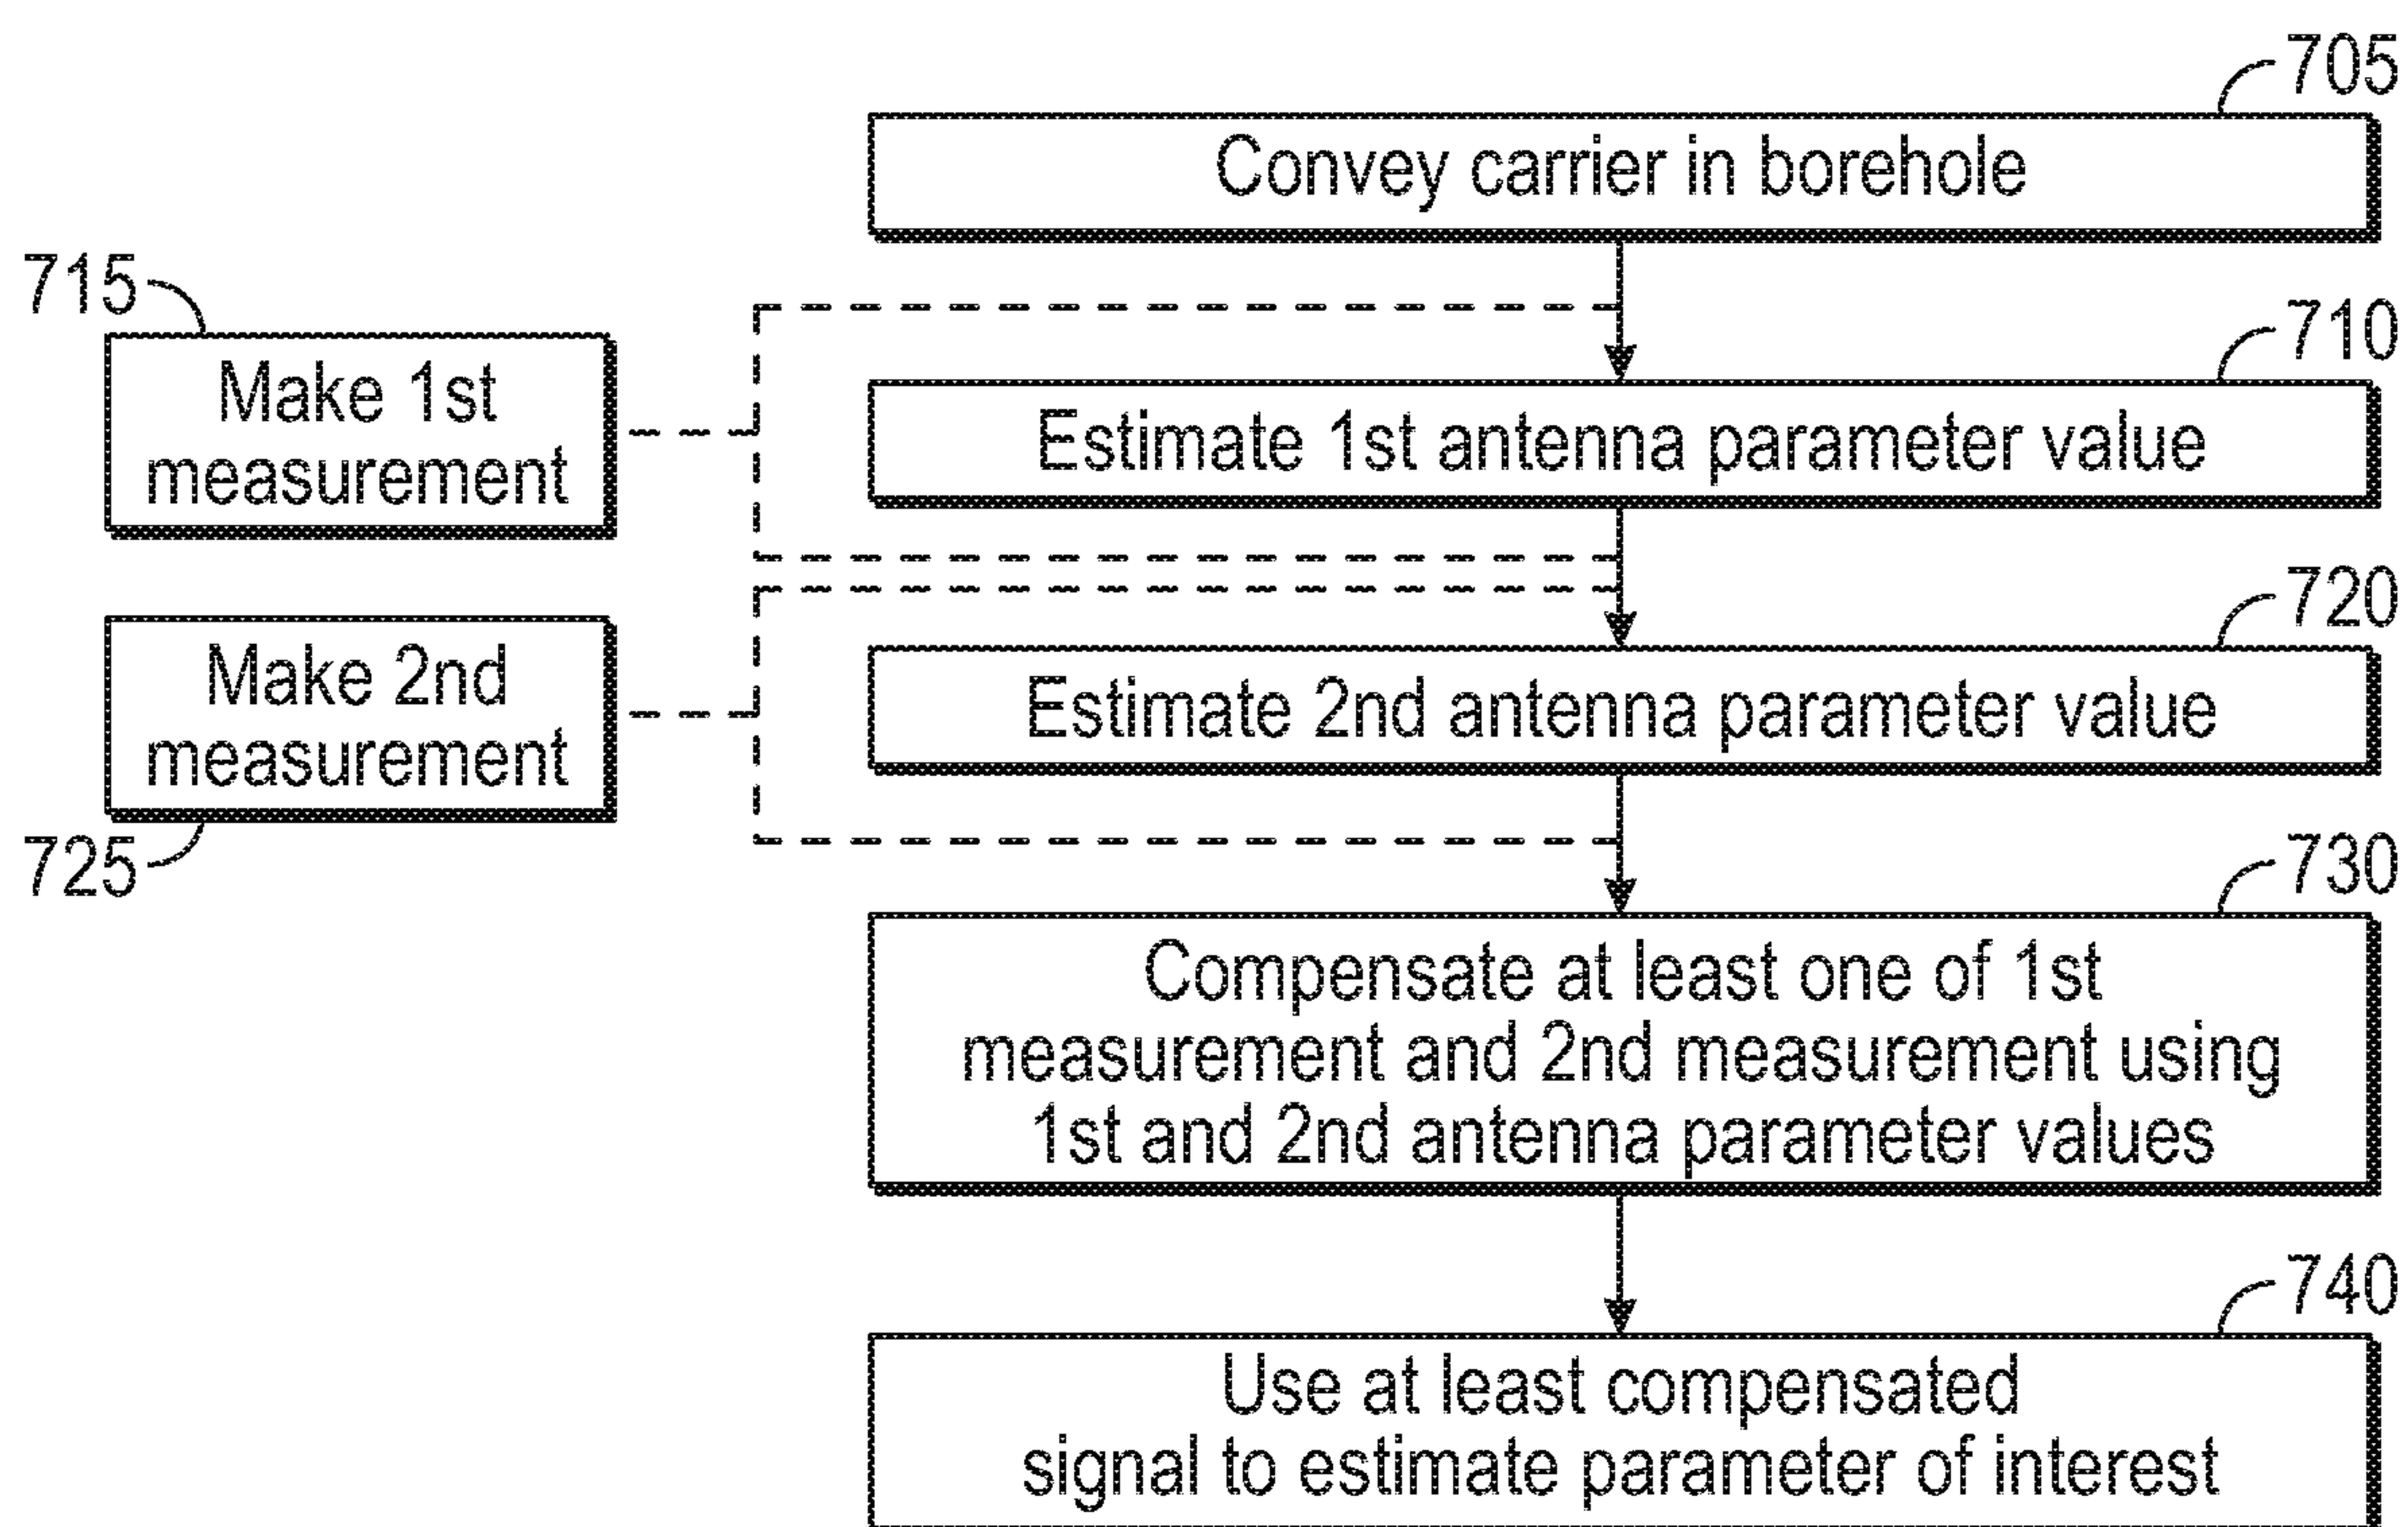 705
Convey carrier in borehole
715
Make 1st
measurement
710
Estimate 1st antenna parameter value
720
Estimate 2nd antenna parameter value
Make 2nd
measurement
725
730
Compensate at least one of 1st
measurement and 2nd measurement using
1st and 2nd antenna parameter values
740
Use at least compensated
signal to estimate parameter of interest